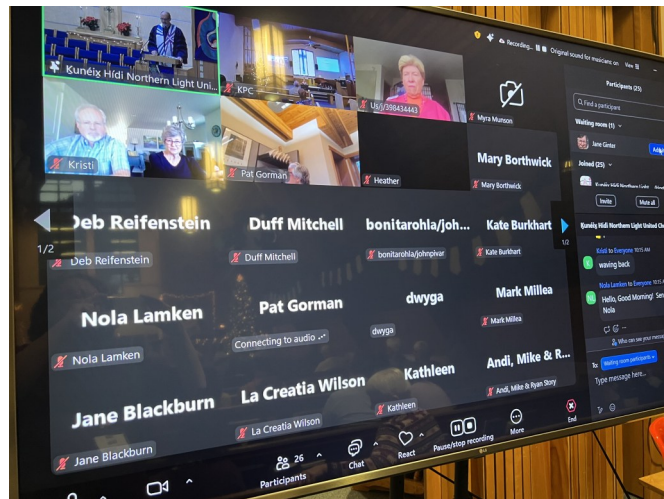 Recording...
Original sound for musicians: on
View
Ḵunéix̱ Hídi Northern Light Uni...
KPC
Us/j/398434443
Myra Munson
Kristi
Pat Gorman
Heather
Mary Borthwick
Mary Borthwick
1/2
Deb Reifenstein
Deb Reifenstein
Duff Mitchell
Duff Mitchell
bonitarohla/joh...
bonitarohla/johnpivar
Kate Burkhart
Kate Burkhart
1/2
Nola Lamken
Nola Lamken
Pat Gorman
Connecting to audio
dwyga
dwyga
Mark Millea
Mark Millea
Jane Blackburn
Jane Blackburn
La Creatia Wilson
La Creatia Wilson
Kathleen
Kathleen
Andi, Mike & R...
Andi, Mike & Ryan Story
Participants (25)
Find a participant
Waiting room (1)
Jane Ginter
Joined (25)
Invite
Mute all
Ḵunéix̱ Hídi Northern Light United Ch
Kristi to Everyone 10:15 AM
K
waving back
Nola Lamken to Everyone 10:15
NL
Hello, Good Morning!
Nola
Who can see your messages
To:
Waiting room participants
Type message here...
26
Participants
Chat
React
Pause/stop recording
More
End
LG